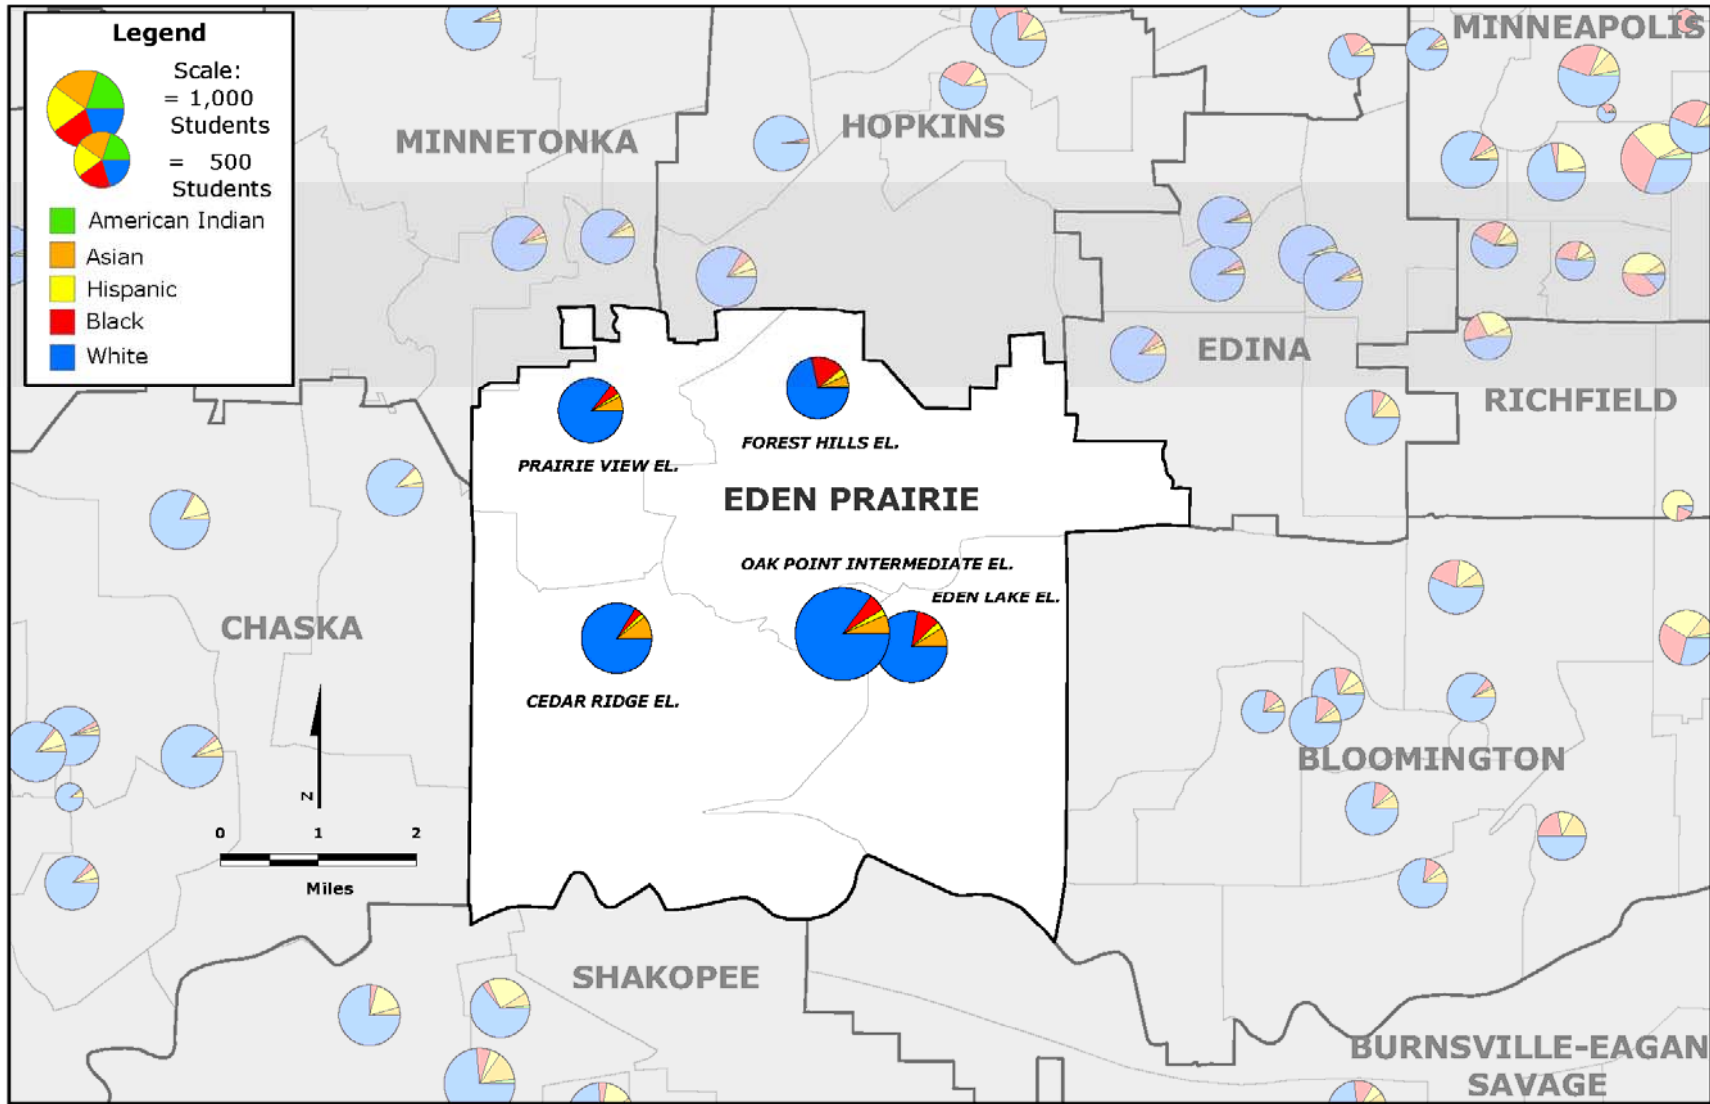 Legend
Scale:
= 1,000
Students
= 500
Students
American Indian
Asian
Hispanic
Black
White
MINNEAPOLIS
HOPKINS
MINNETONKA
EDINA
RICHFIELD
FOREST HILLS EL.
PRAIRIE VIEW EL.
EDEN PRAIRIE
OAK POINT INTERMEDIATE EL.
EDEN LAKE EL.
CHASKA
CEDAR RIDGE EL.
BLOOMINGTON
N
0 1 2
Miles
SHAKOPEE
BURNSVILLE-EAGAN
SAVAGE